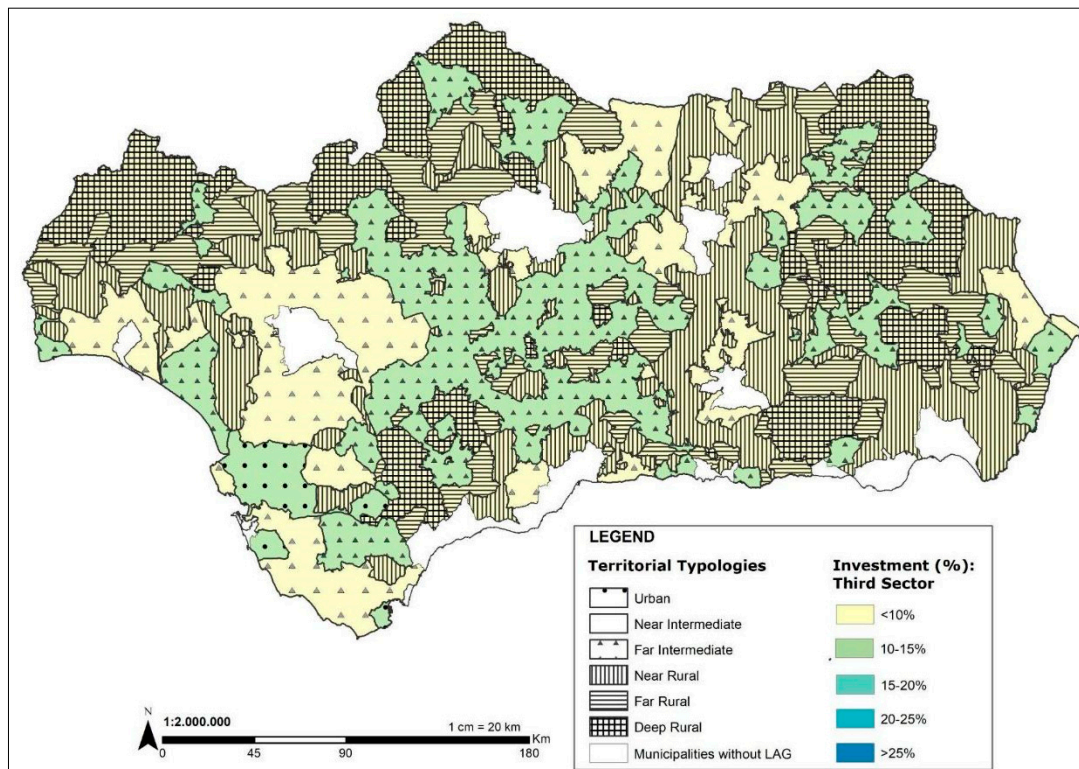 LEGEND
Territorial Typologies
Urban
Near Intermediate
Far Intermediate
Near Rural
Far Rural
Deep Rural
Municipalities without LAG
Investment (%):
Third Sector
<10%
10-15%
15-20%
20-25%
>25%
N
1:2.000.000
1 cm = 20 km
Km
0 45 90 180